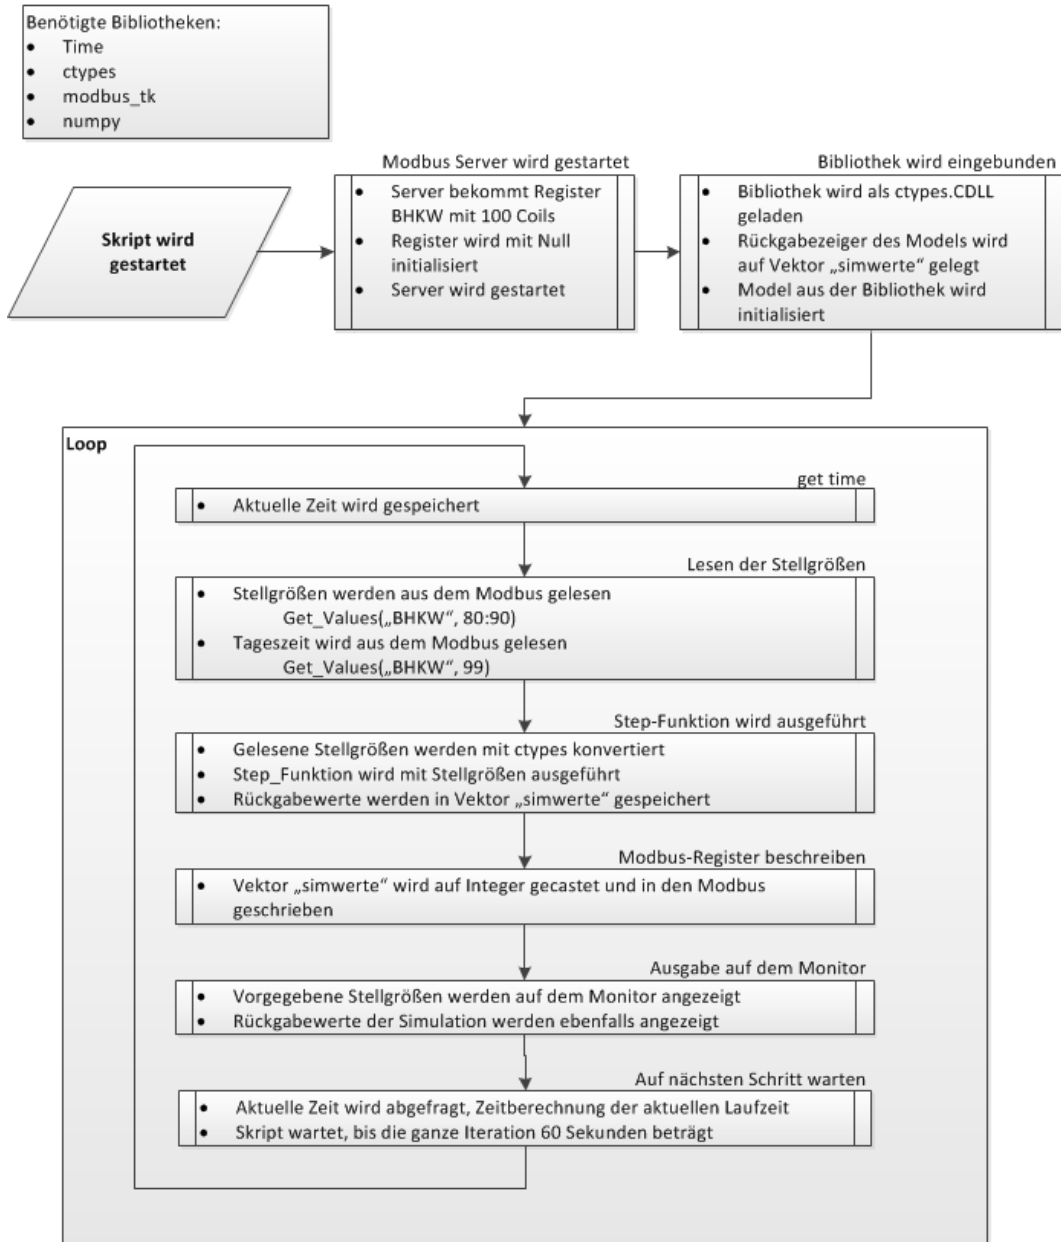 Benötigte Bibliotheken:
• Time
• ctypes
• modbus_tk
• numpy
Skript wird
gestartet
Modbus Server wird gestartet
• Server bekommt Register
BHKW mit 100 Coils
• Register wird mit Null
initialisiert
• Server wird gestartet
Bibliothek wird eingebunden
• Bibliothek wird als ctypes.CDLL
geladen
• Rückgabezeiger des Models wird
auf Vektor „simwerte“ gelegt
• Model aus der Bibliothek wird
initialisiert
Loop
get time
• Aktuelle Zeit wird gespeichert
Lesen der Stellgrößen
• Stellgrößen werden aus dem Modbus gelesen
Get_Values(„BHKW“, 80:90)
• Tageszeit wird aus dem Modbus gelesen
Get_Values(„BHKW“, 99)
Step-Funktion wird ausgeführt
• Gelesene Stellgrößen werden mit ctypes konvertiert
• Step_Funktion wird mit Stellgrößen ausgeführt
• Rückgabewerte werden in Vektor „simwerte“ gespeichert
Modbus-Register beschreiben
• Vektor „simwerte“ wird auf Integer gecastet und in den Modbus
geschrieben
Ausgabe auf dem Monitor
• Vorgegebene Stellgrößen werden auf dem Monitor angezeigt
• Rückgabewerte der Simulation werden ebenfalls angezeigt
Auf nächsten Schritt warten
• Aktuelle Zeit wird abgefragt, Zeitberechnung der aktuellen Laufzeit
• Skript wartet, bis die ganze Iteration 60 Sekunden beträgt